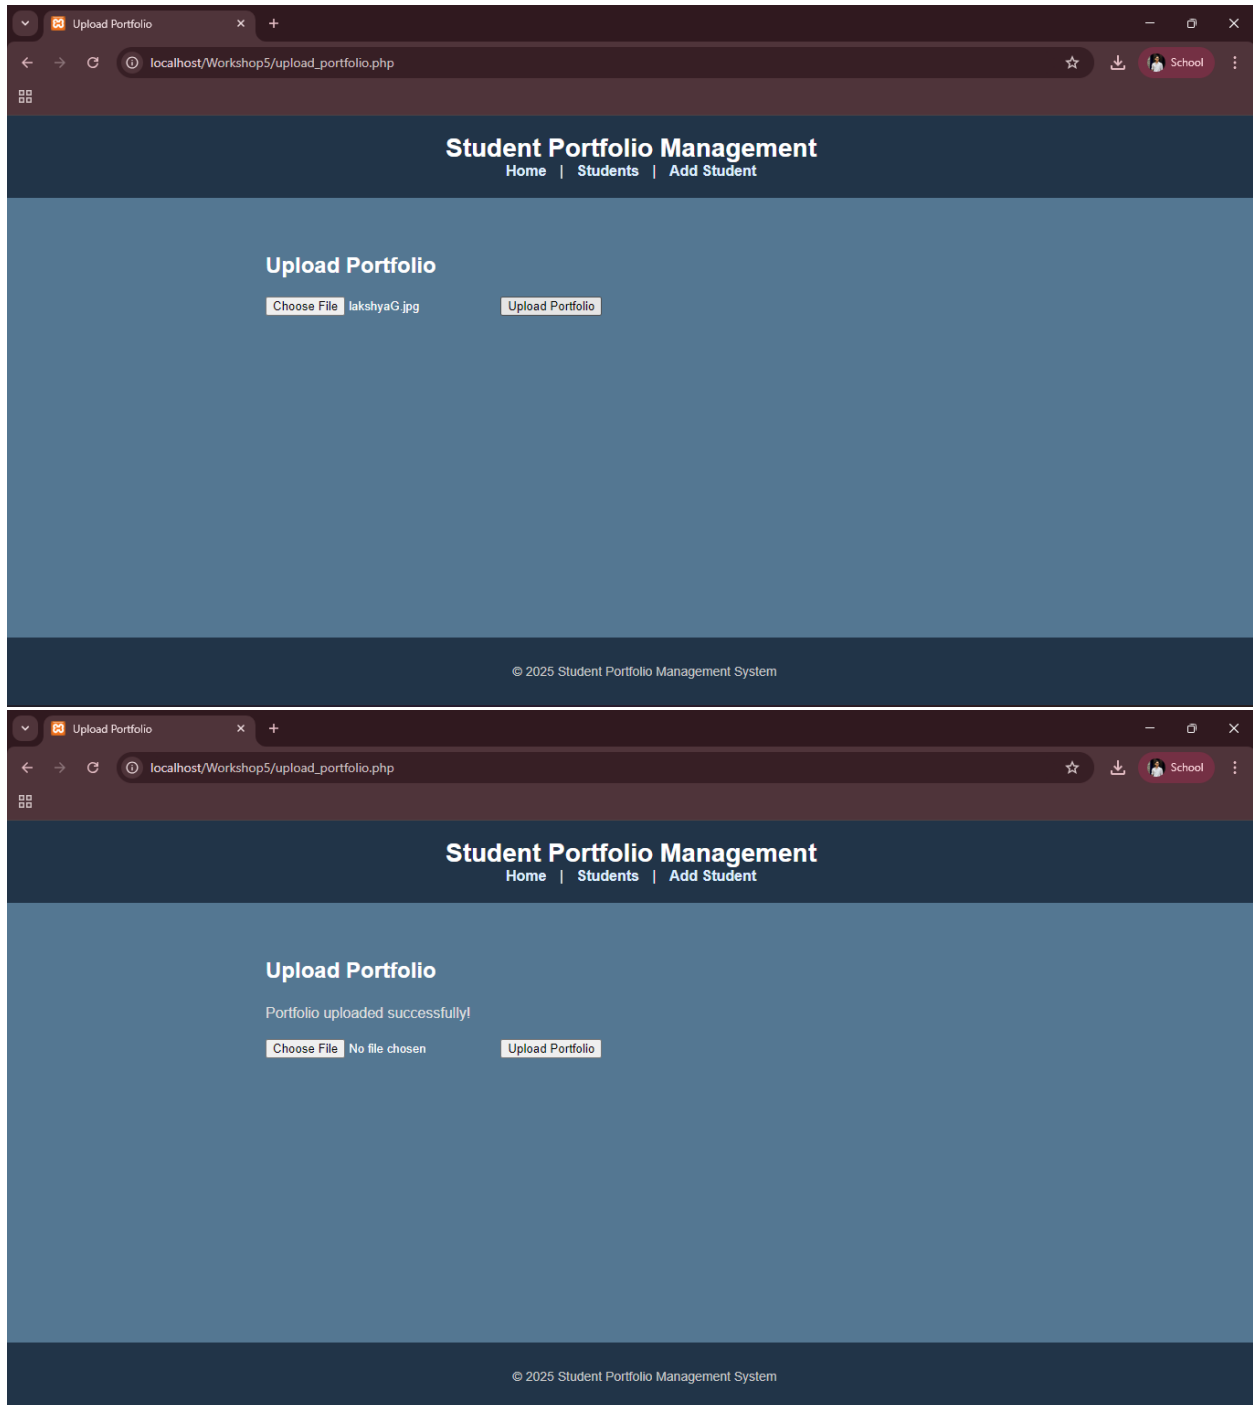 Upload Portfolio
localhost/Workshop5/upload_portfolio.php
School
Student Portfolio Management
Home | Students | Add Student
Upload Portfolio
Choose File lakshyaG.jpg Upload Portfolio
© 2025 Student Portfolio Management System
Upload Portfolio
localhost/Workshop5/upload_portfolio.php
School
Student Portfolio Management
Home | Students | Add Student
Upload Portfolio
Portfolio uploaded successfully!
Choose File No file chosen Upload Portfolio
© 2025 Student Portfolio Management System